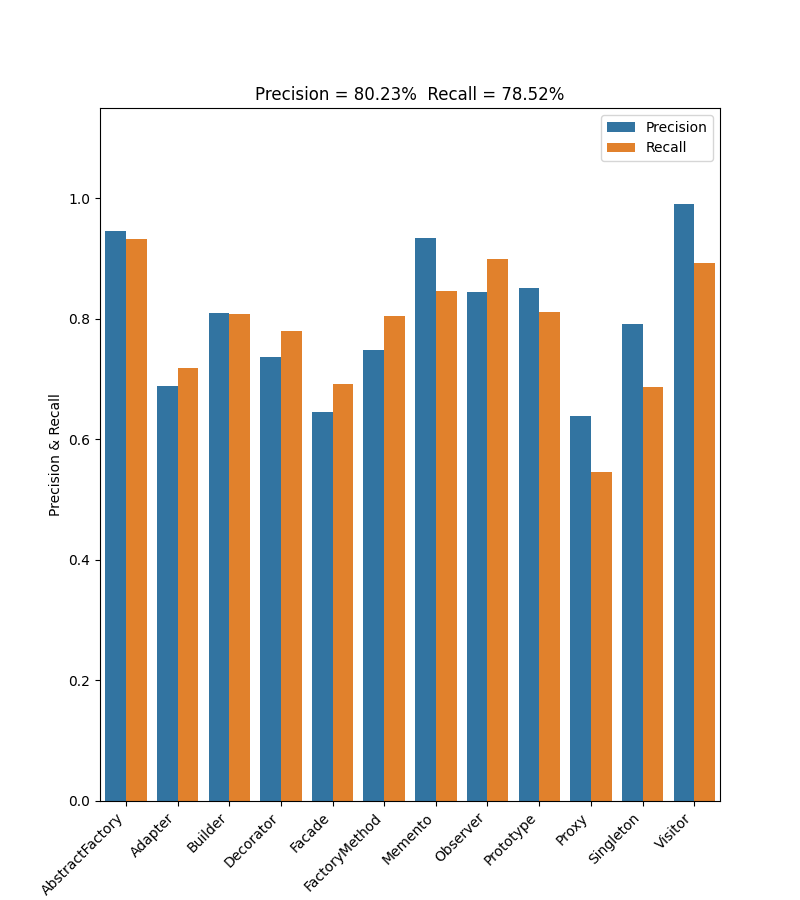 Precision = 80.23%  Recall = 78.52%
Precision
Recall
Precision & Recall
1.0
0.8
0.6
0.4
0.2
0.0
AbstractFactory
Adapter
Builder
Decorator
Facade
FactoryMethod
Memento
Observer
Prototype
Proxy
Singleton
Visitor